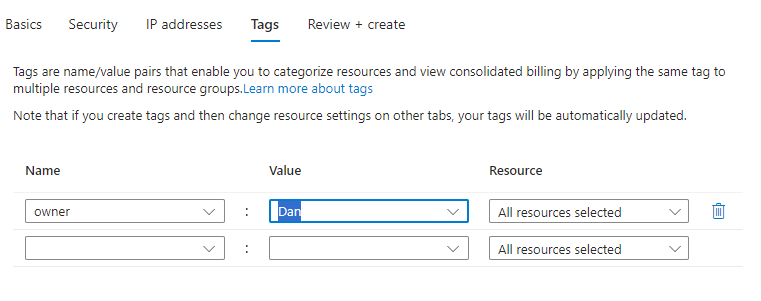 Basics Security IP addresses Tags Review + create
Tags are name/value pairs that enable you to categorize resources and view consolidated billing by applying the same tag to
multiple resources and resource groups.Learn more about tags
Note that if you create tags and then change resource settings on other tabs, your tags will be automatically updated.
Name Value Resource
owner : Dan All resources selected
: All resources selected